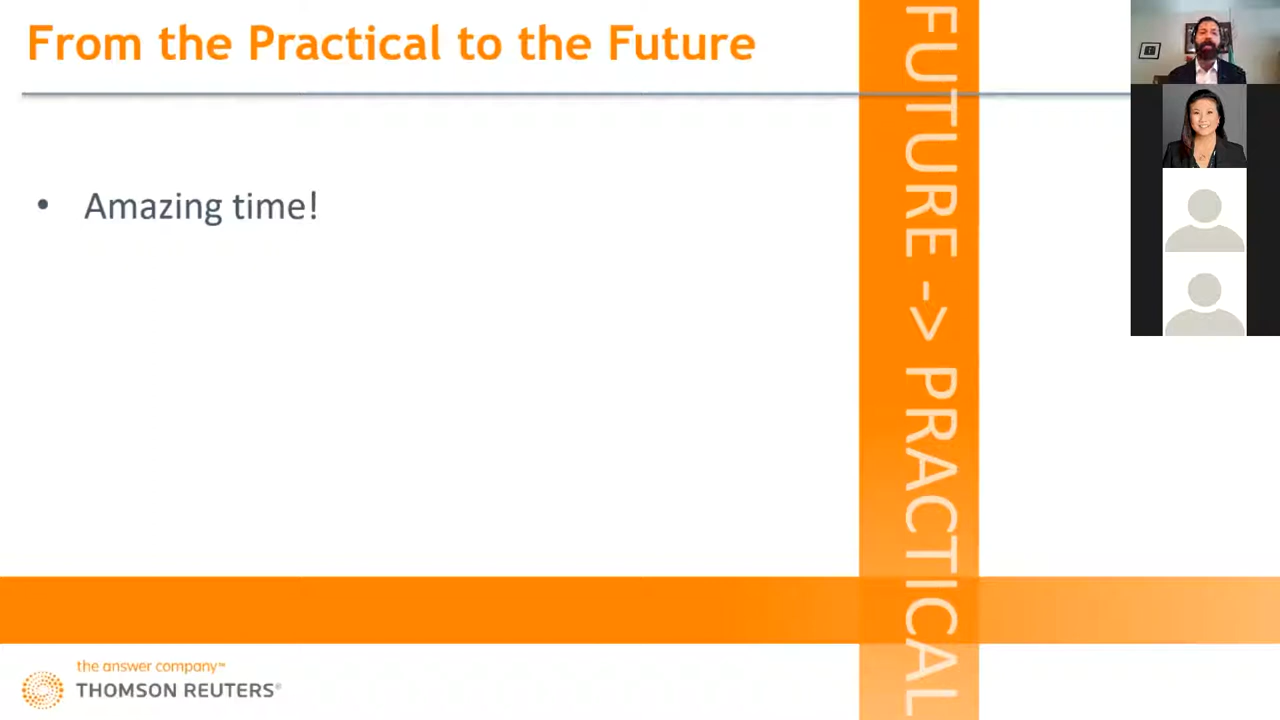 From the Practical to the Future
• Amazing time!
FUTURE -> PRACTICAL
the answer company™
THOMSON REUTERS®